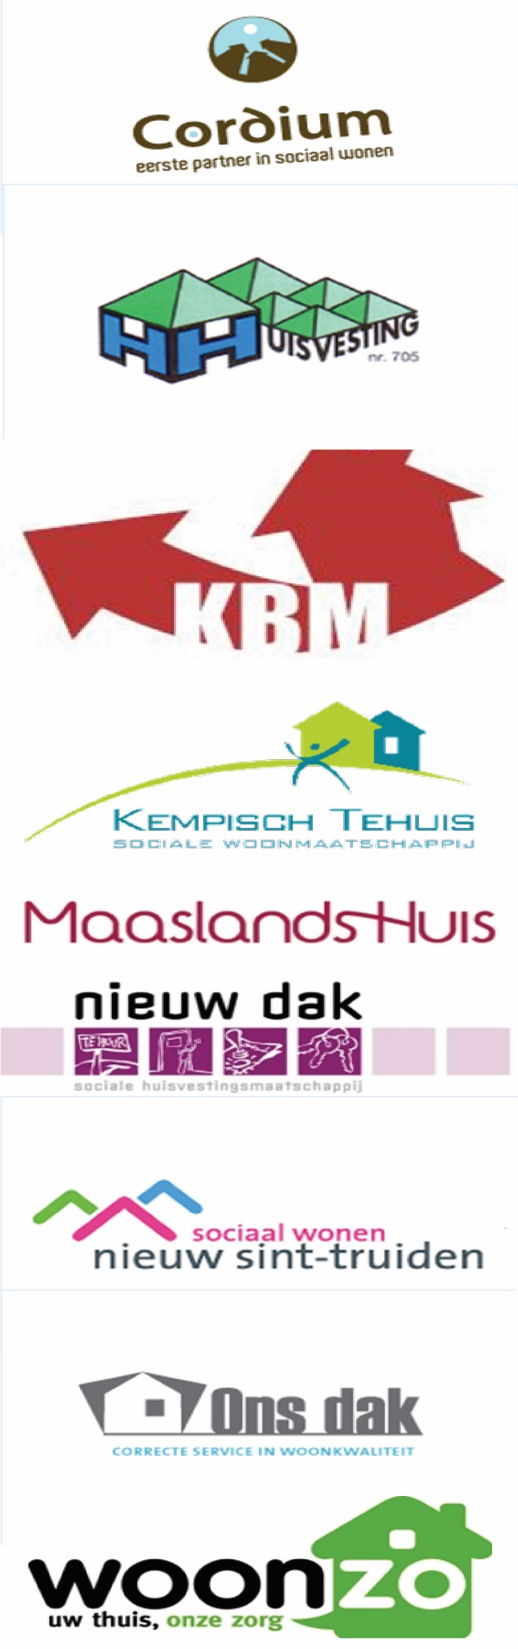 Cordium
eerste partner in sociaal wonen
HHUISVESTING
nr. 705
KBM
KEMPISCH TEHUIS
SOCIALE WOONMAATSCHAPPIJ
MaaslandsHuis
nieuw dak
TE HUUR
sociale huisvestingsmaatschappij
sociaal wonen
nieuw sint-truiden
Ons dak
CORRECTE SERVICE IN WOONKWALITEIT
woonzo
uw thuis, onze zorg